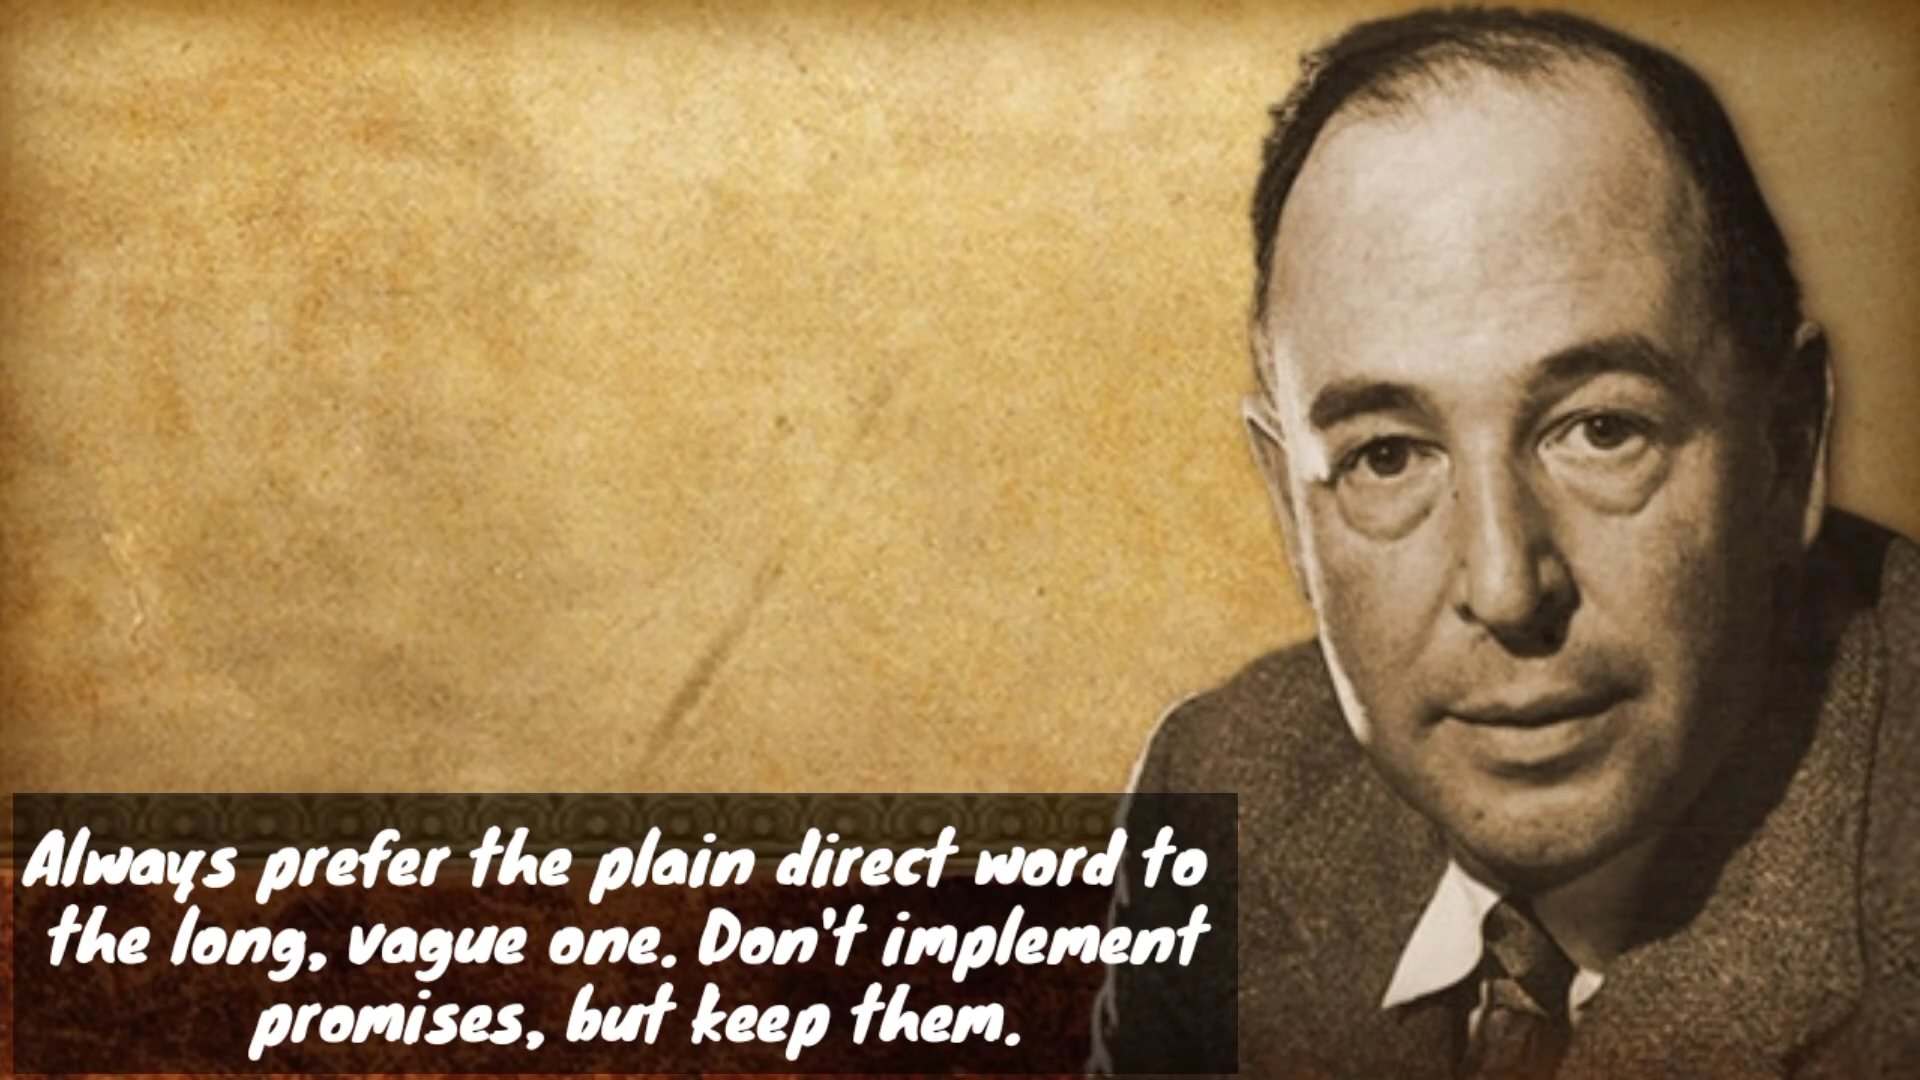 Always prefer the plain direct word to
the long, vague one. Don't implement
promises, but keep them.